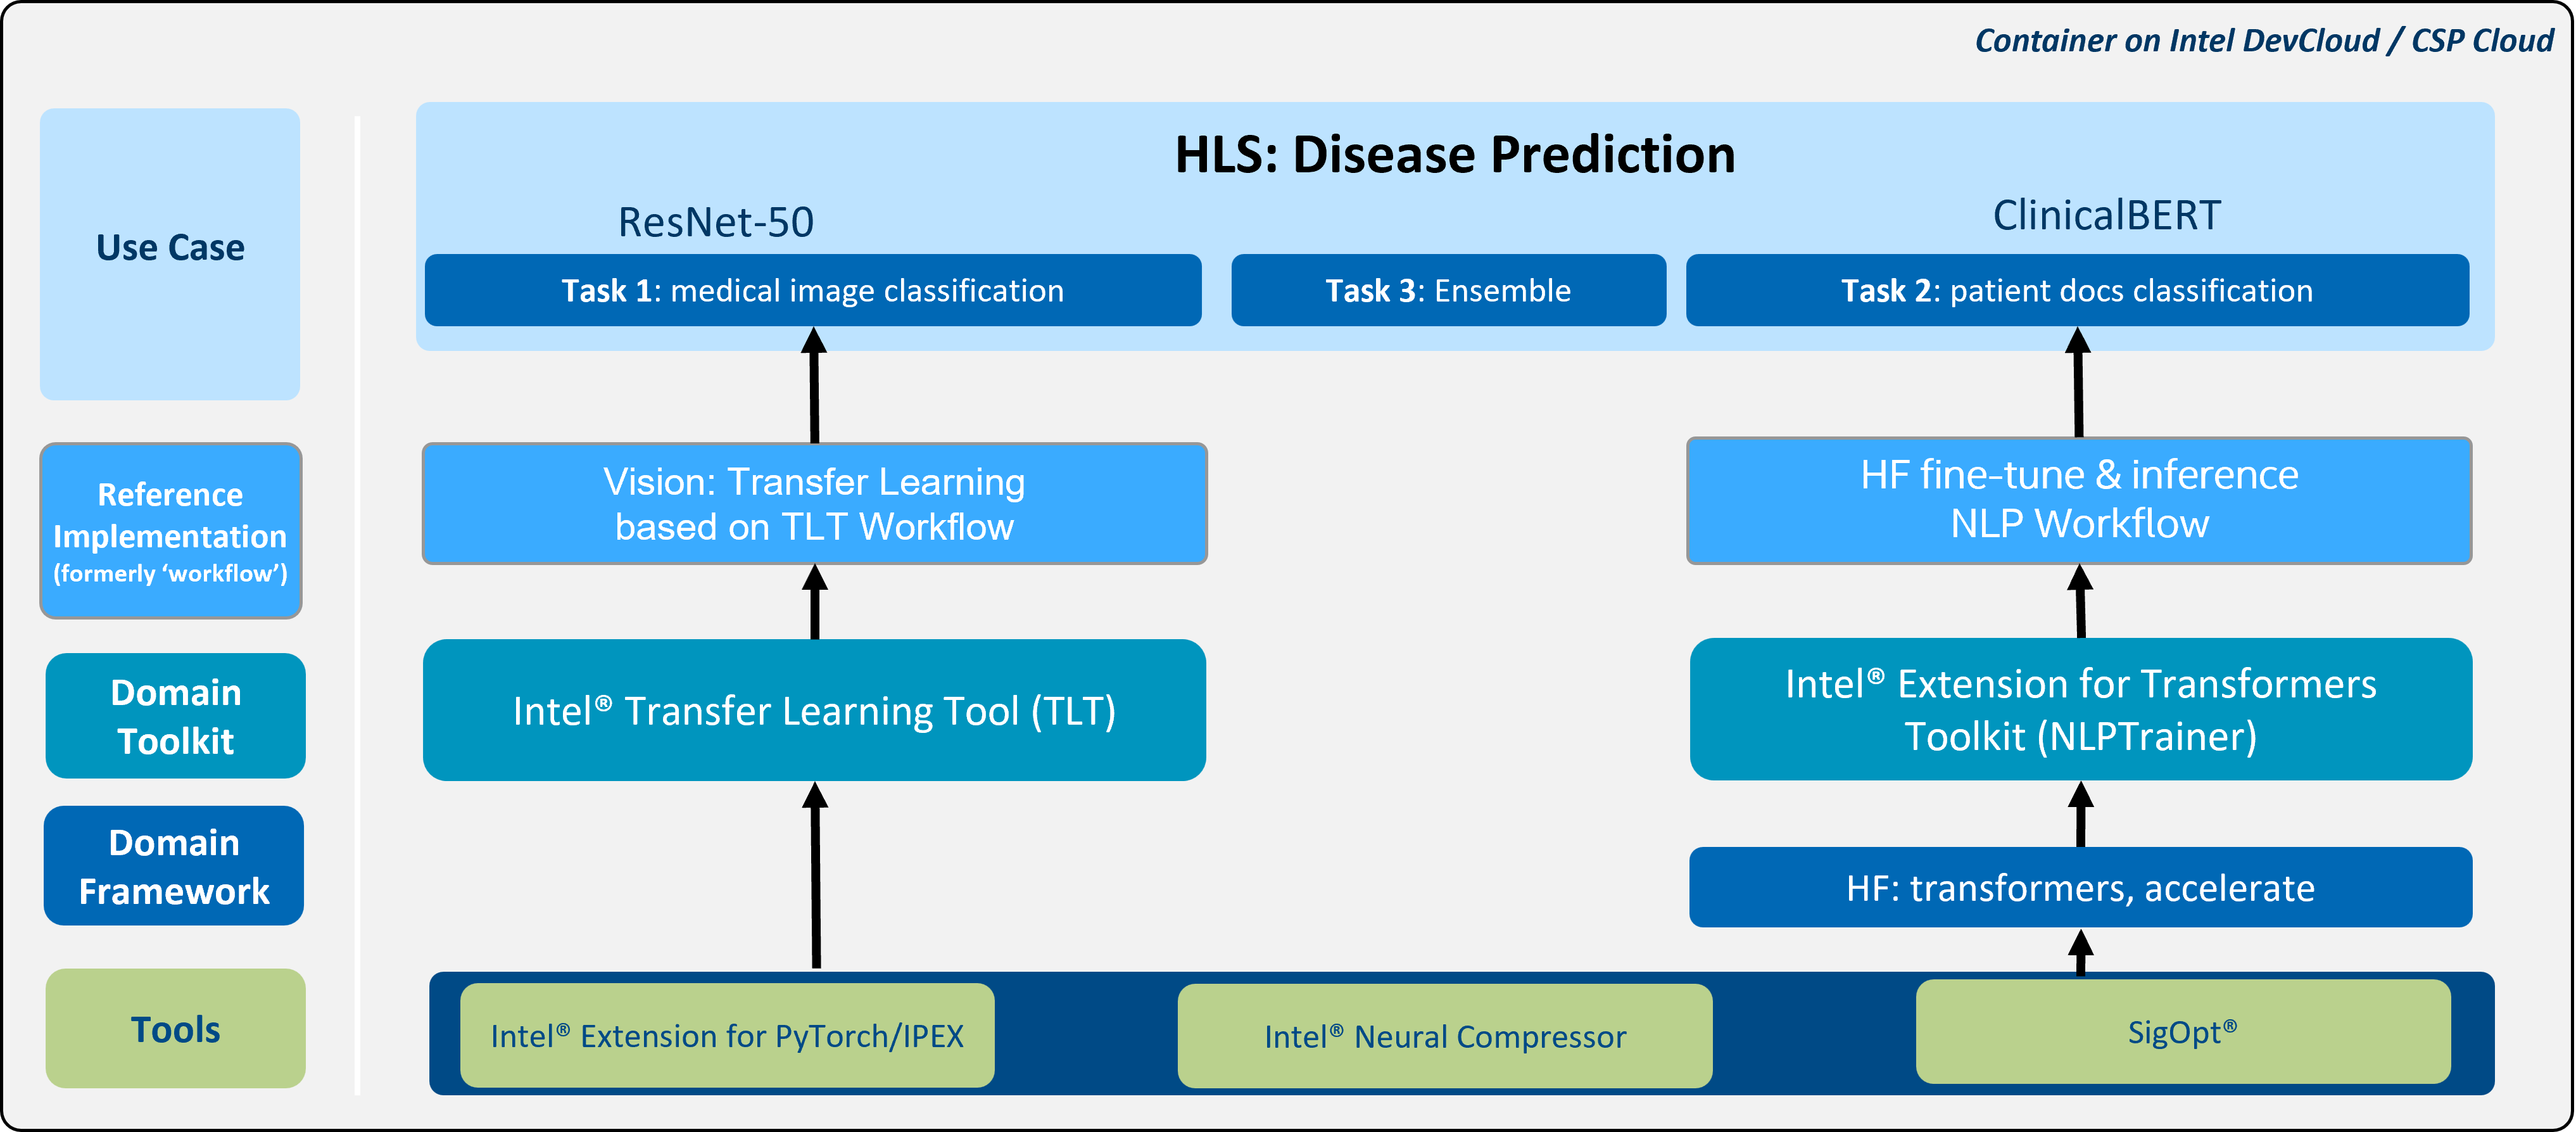 Container on Intel DevCloud / CSP Cloud
Use Case
HLS: Disease Prediction
ResNet-50
ClinicalBERT
Task 1: medical image classification
Task 3: Ensemble
Task 2: patient docs classification
Reference
Implementation
(formerly ‘workflow’)
Vision: Transfer Learning
based on TLT Workflow
HF fine-tune & inference
NLP Workflow
Domain
Toolkit
Intel® Transfer Learning Tool (TLT)
Intel® Extension for Transformers
Toolkit (NLPTrainer)
Domain
Framework
HF: transformers, accelerate
Tools
Intel® Extension for PyTorch/IPEX
Intel® Neural Compressor
SigOpt®